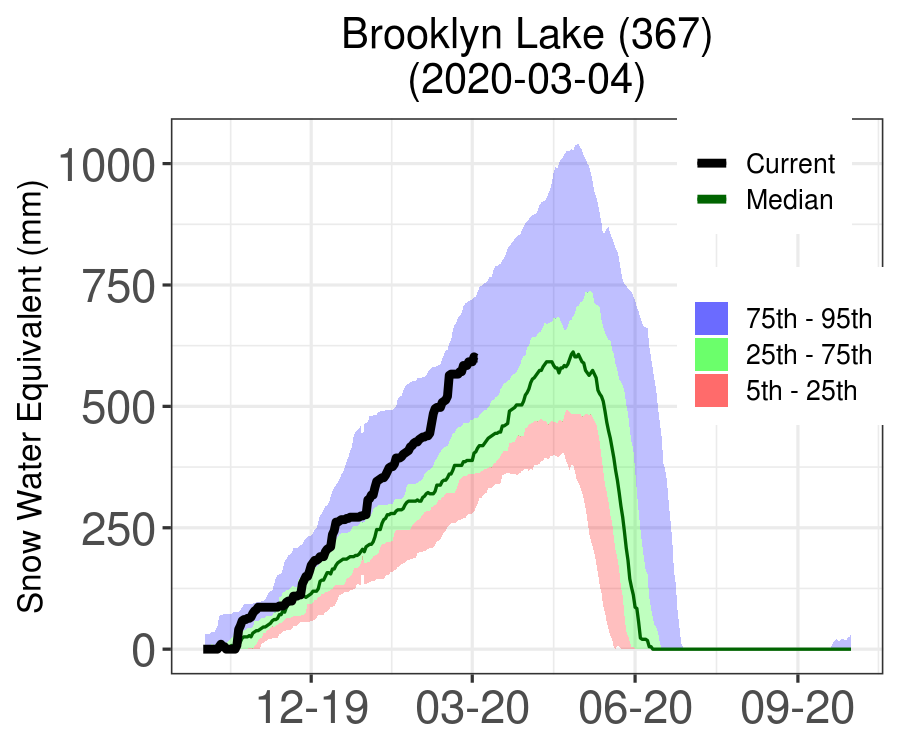 Brooklyn Lake (367)
(2020-03-04)
Snow Water Equivalent (mm)
1000
750
500
250
0
Current
Median
75th - 95th
25th - 75th
5th - 25th
12-19 03-20 06-20 09-20